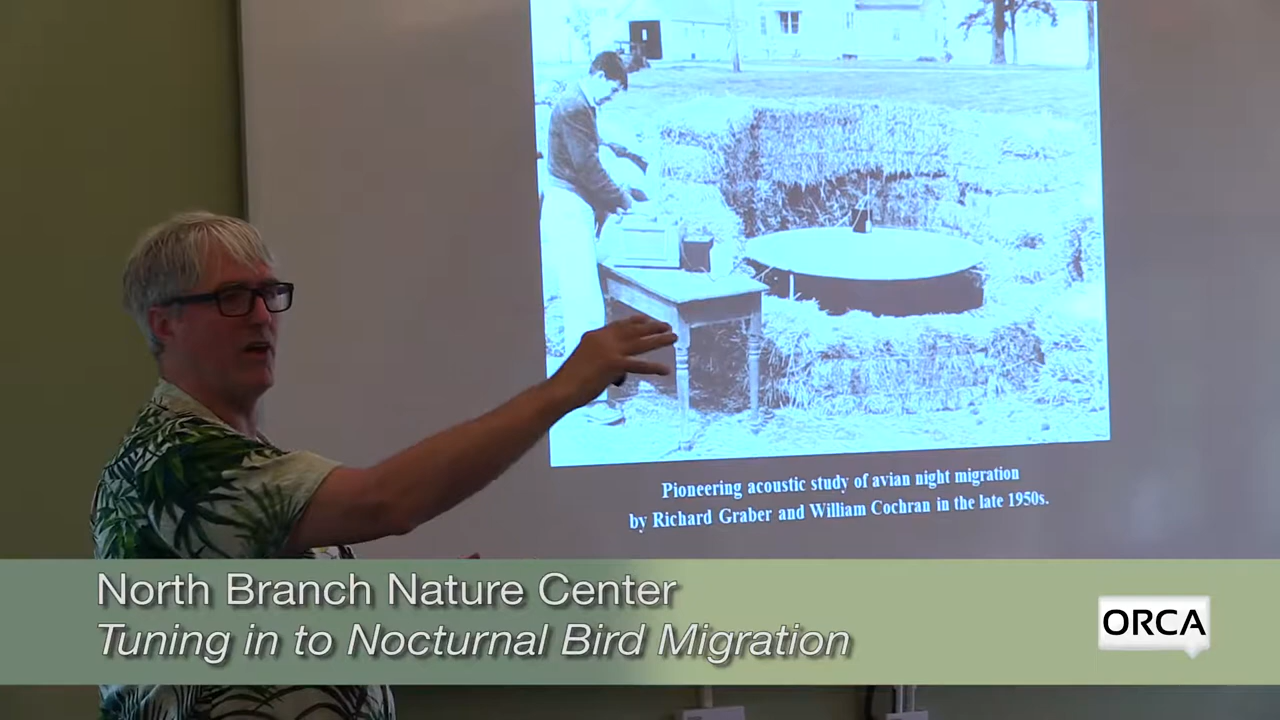 Pioneering acoustic study of avian night migration
by Richard Graber and William Cochran in the late 1950s.
North Branch Nature Center
Tuning in to Nocturnal Bird Migration
ORCA